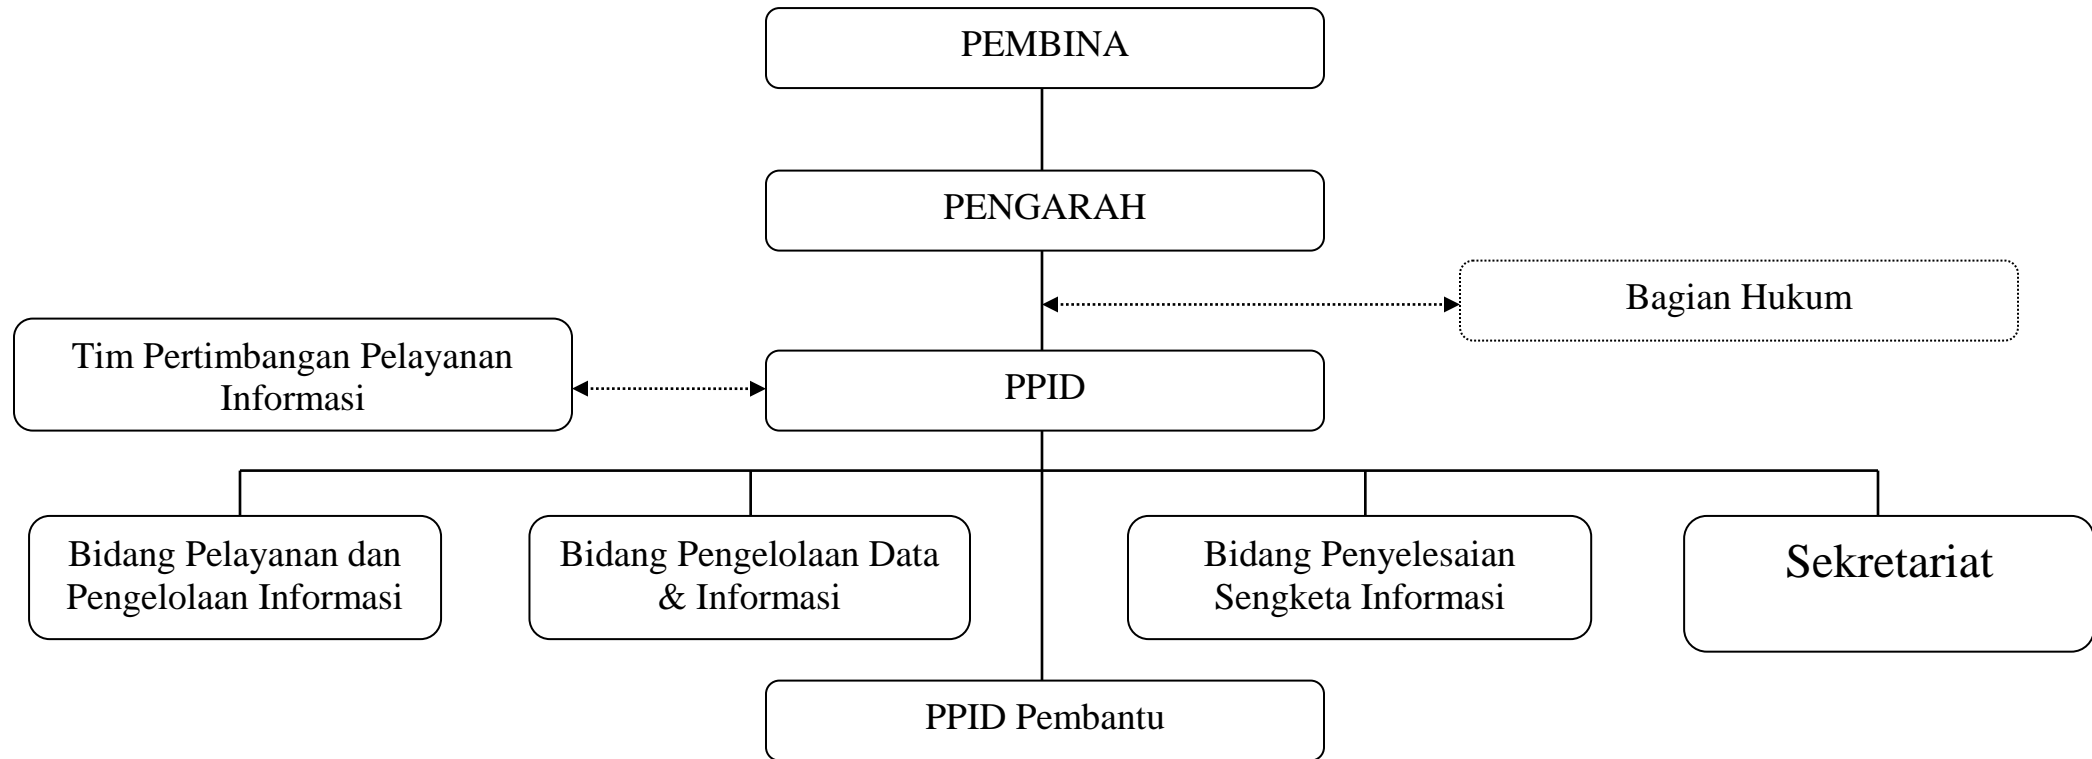 PEMBINA
PENGARAH
Bagian Hukum
Tim Pertimbangan Pelayanan
Informasi
PPID
Bidang Pelayanan dan
Pengelolaan Informasi
Bidang Pengelolaan Data
& Informasi
Bidang Penyelesaian
Sengketa Informasi
Sekretariat
PPID Pembantu